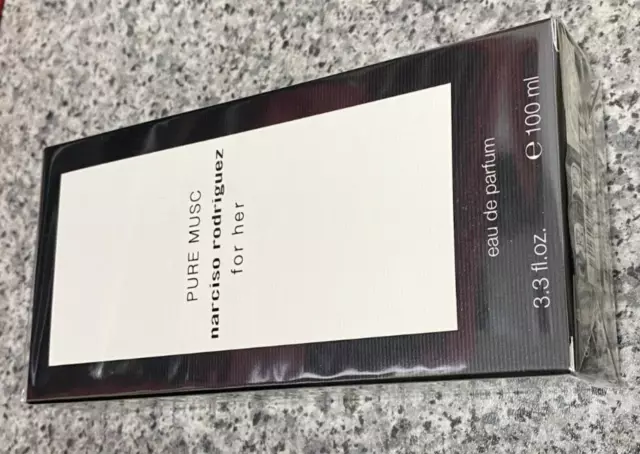 PURE MUSC
narciso rodriguez
for her
eau de parfum
3.3 fl.oz. ℮ 100 ml